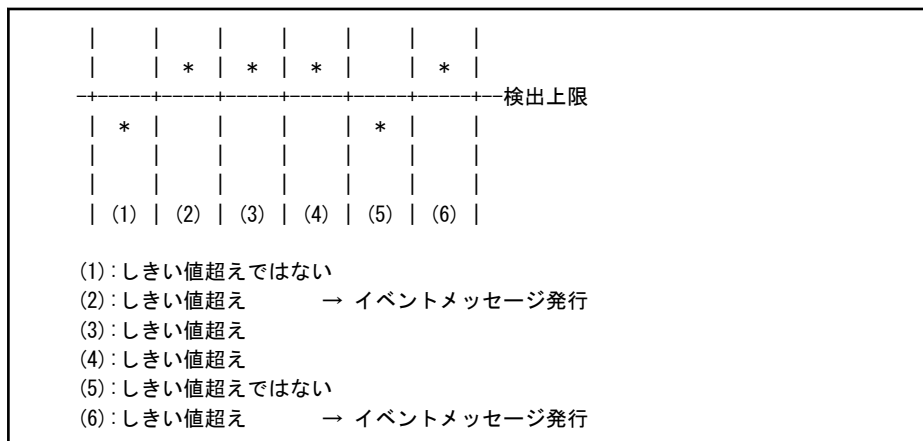 |     |     |     |     |     |     |
|     |  *  |  *  |  *  |     |  *  |
-+-----+-----+-----+-----+-----+-----+--検出上限
|  *  |     |     |     |  *  |     |
|     |     |     |     |     |     |
|     |     |     |     |     |     |
| (1) | (2) | (3) | (4) | (5) | (6) |
(1):しきい値超えではない
(2):しきい値超え → イベントメッセージ発行
(3):しきい値超え
(4):しきい値超え
(5):しきい値超えではない
(6):しきい値超え → イベントメッセージ発行